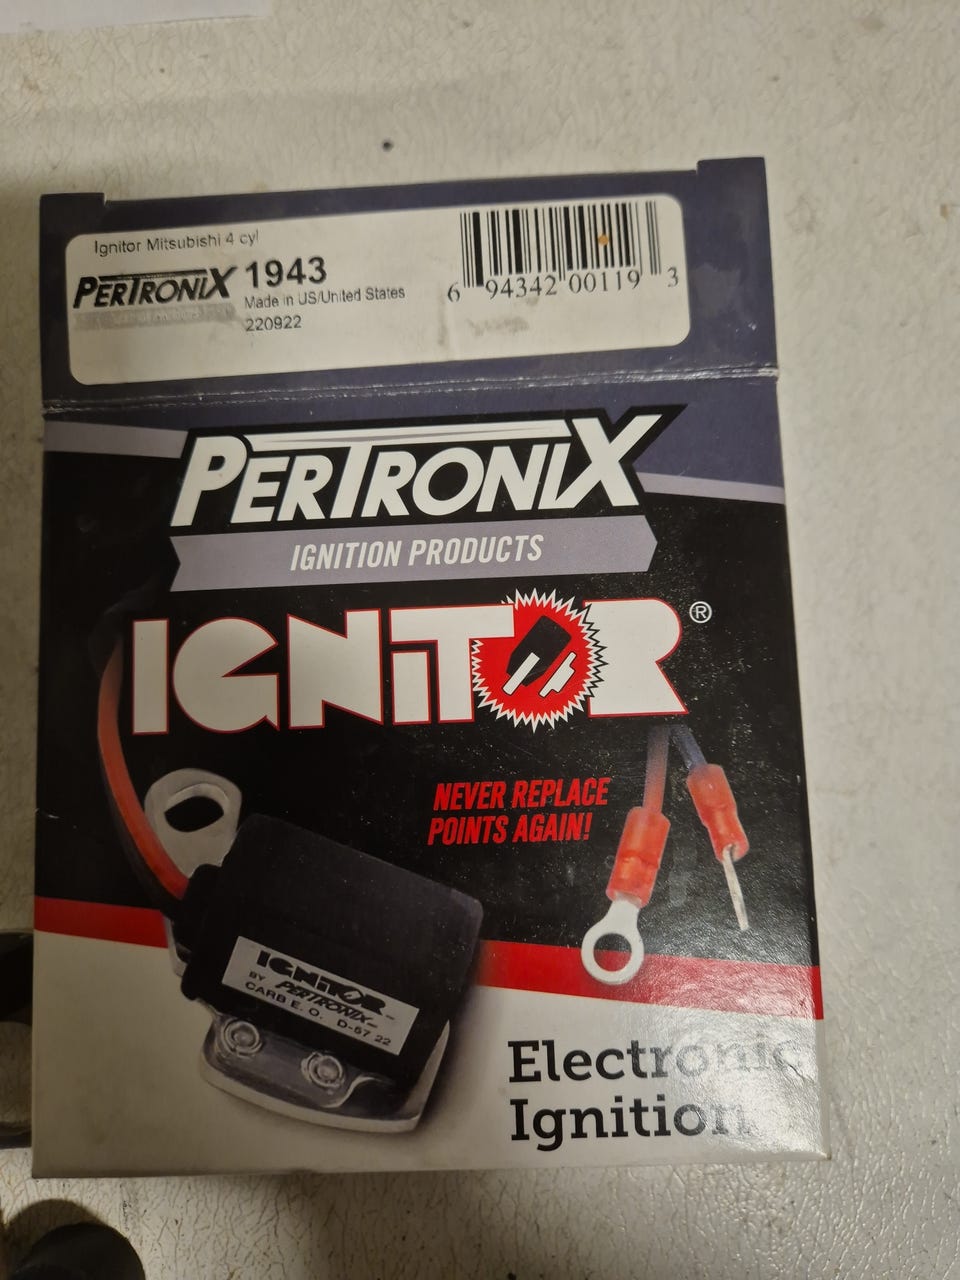 Ignitor Mitsubishi 4 cyl
PERTRONIX 1943
Made in US/United States
220922
6 94342 00119 3
PERTRONIX
IGNITION PRODUCTS
IGNITOR®
NEVER REPLACE
POINTS AGAIN!
IGNITOR
BY PERTRONIX
CARB E. O. D-57 22
Electronic
Ignition